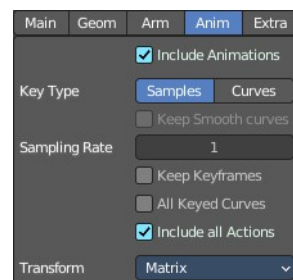 Main Geom Arm Anim Extra
Include Animations
Key Type Samples Curves
Keep Smooth curves
Sampling Rate 1
Keep Keyframes
All Keyed Curves
Include all Actions
Transform Matrix